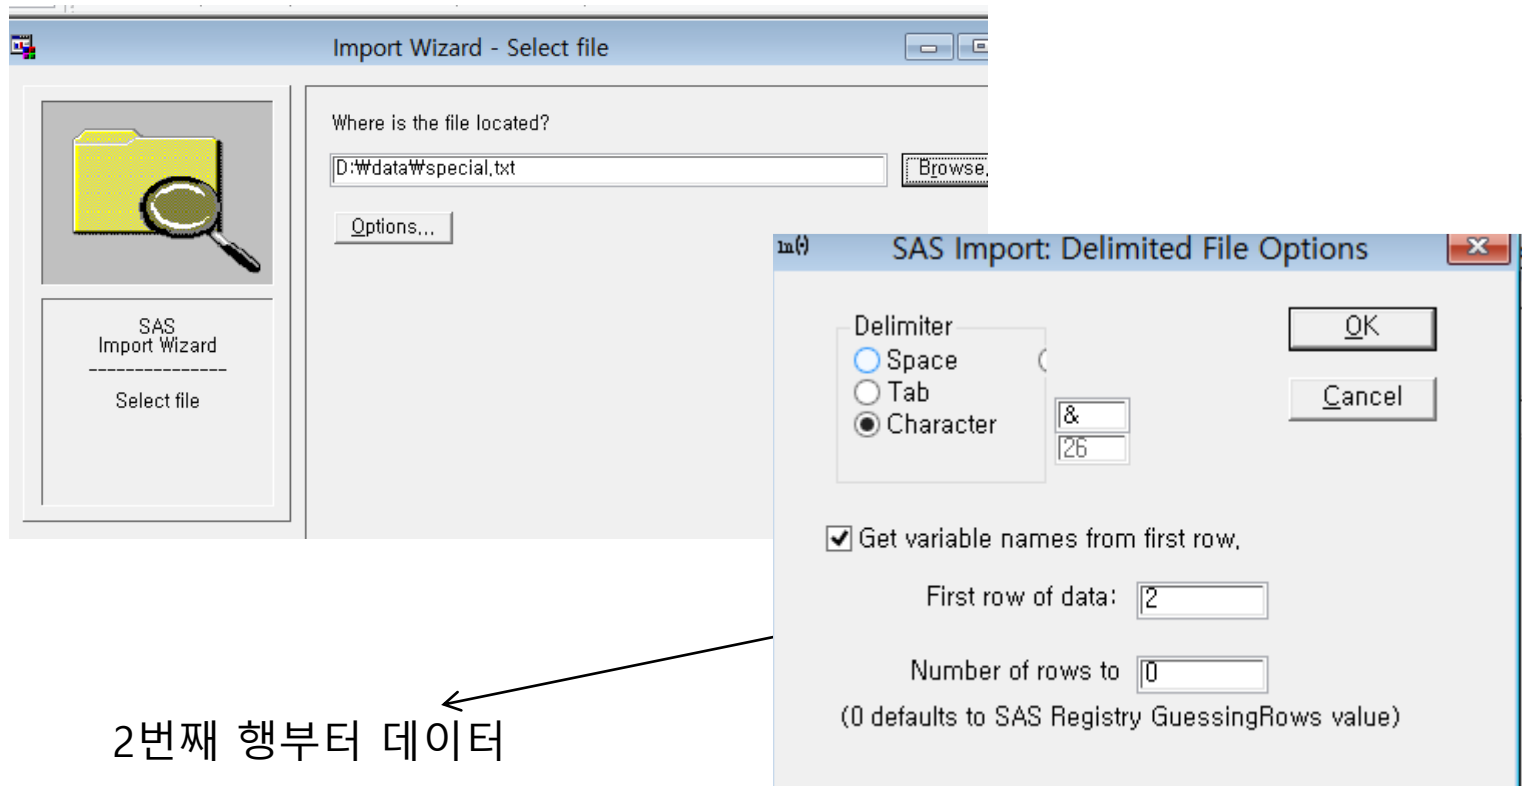 Import Wizard - Select file
Where is the file located?
D:₩data₩special.txt
Browse.
Options...
SAS
Import Wizard
---------------
Select file
SAS Import: Delimited File Options
Delimiter
Space
Tab
Character
&
26
OK
Cancel
Get variable names from first row.
First row of data:
2
Number of rows to
0
(0 defaults to SAS Registry GuessingRows value)
2번째 행부터 데이터